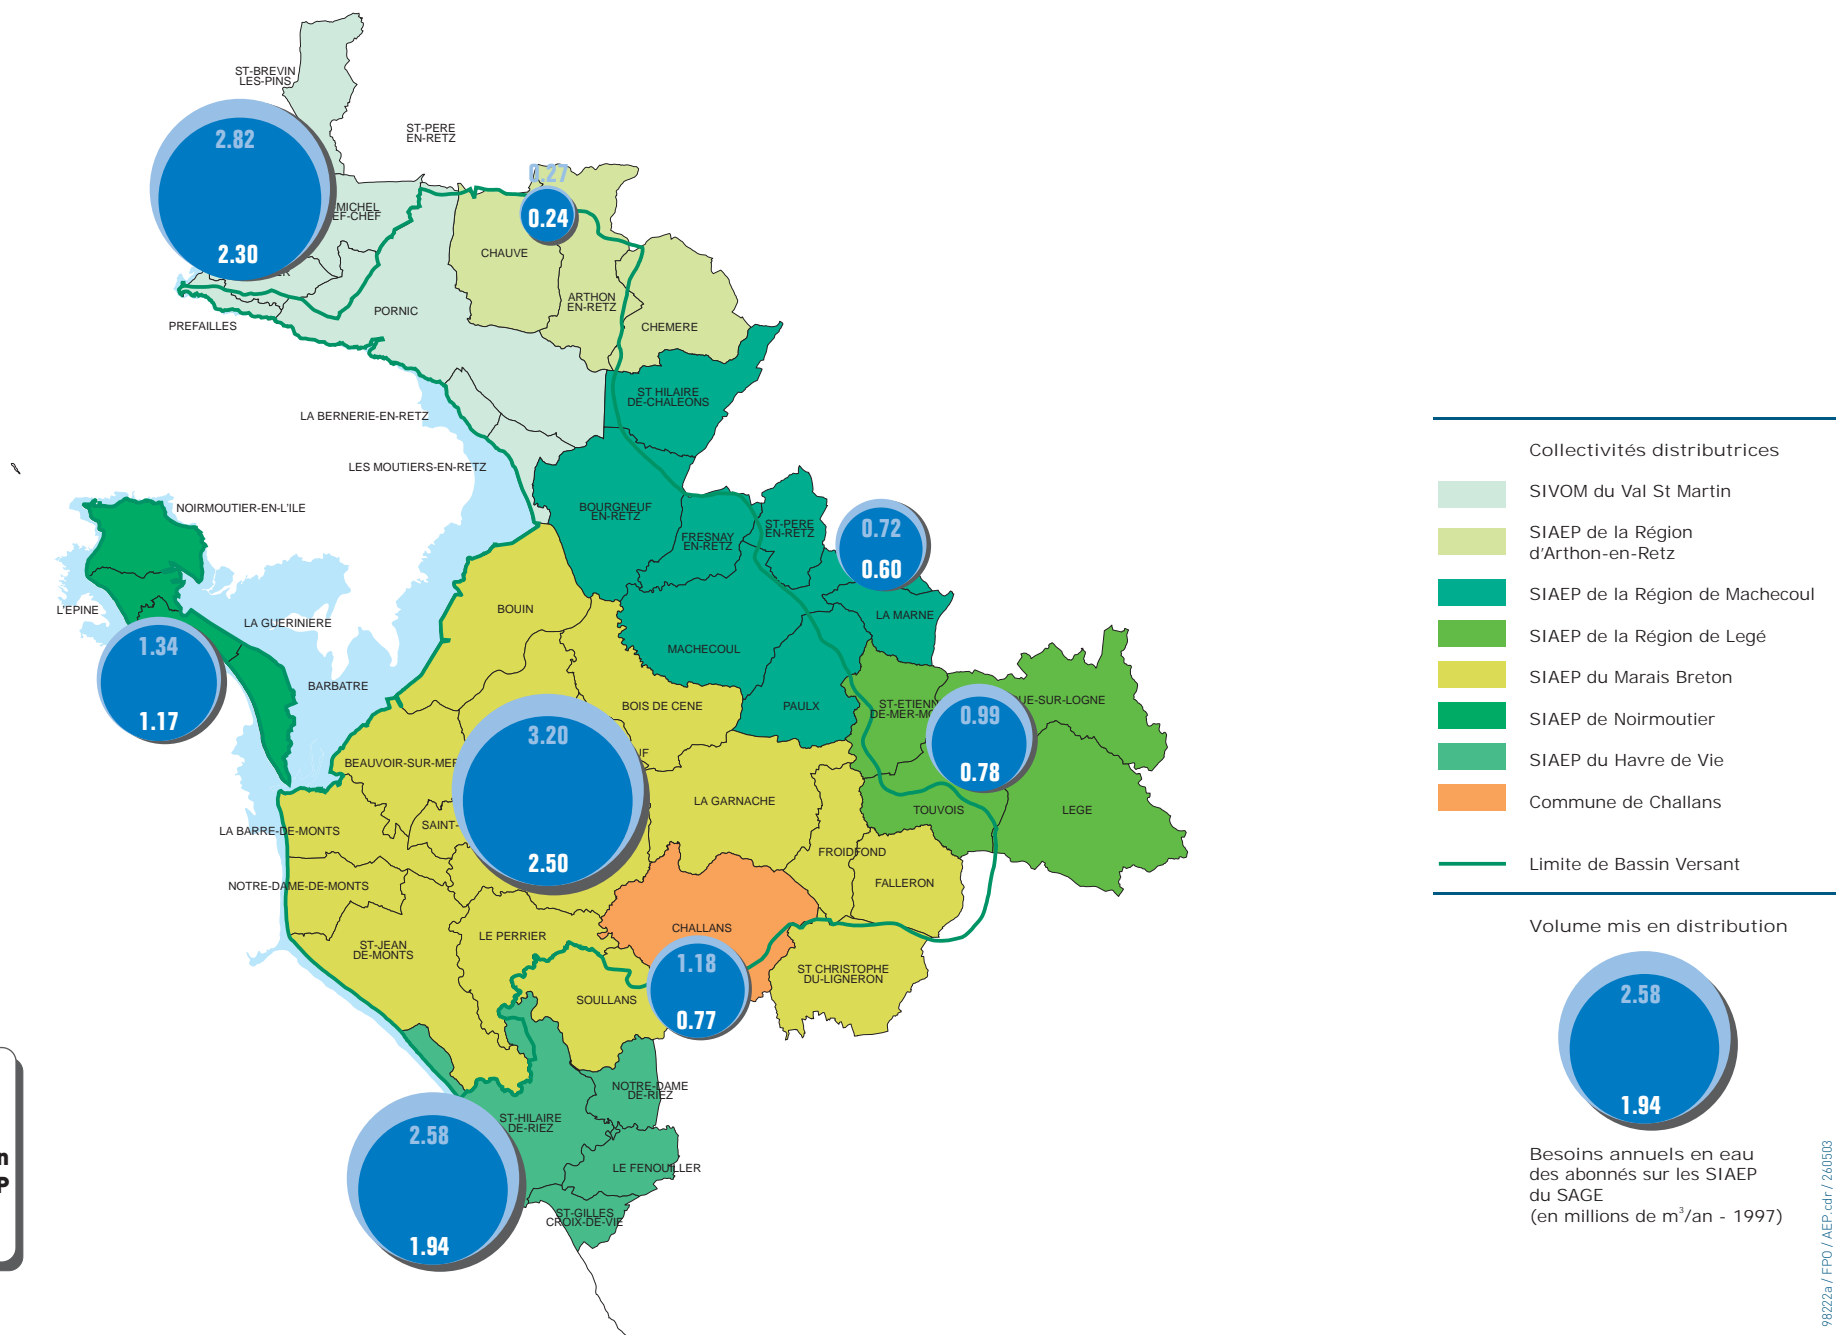 ST-BREVIN
LES-PINS
ST-PERE
EN-RETZ
2.82
2.30
MICHEL
EF-CHEF
PREFAILLES
PORNIC
0.27
0.24
CHAUVE
ARTHON
EN-RETZ
CHEMERE
ST HILAIRE
DE-CHALEONS
LA BERNERIE-EN-RETZ
LES MOUTIERS-EN-RETZ
NOIRMOUTIER-EN-L'ILE
BOURGNEUF
EN-RETZ
FRESNAY
EN-RETZ
ST-PERE
EN-RETZ
0.72
0.60
L'EPINE
LA GUERINIERE
BOUIN
LA MARNE
1.34
1.17
BARBATRE
MACHECOUL
BOIS DE CENE
PAULX
ST-ETIENN
DE-MER-MO
UE-SUR-LOGNE
0.99
0.78
3.20
2.50
UF
BEAUVOIR-SUR-MER
LA GARNACHE
TOUVOIS
LEGE
LA BARRE-DE-MONTS
SAINT-
FROIDFOND
FALLERON
NOTRE-DAME-DE-MONTS
ST-JEAN
DE-MONTS
LE PERRIER
CHALLANS
ST CHRISTOPHE
DU-LIGNERON
SOULLANS
1.18
0.77
NOTRE-DAME
DE-RIEZ
ST-HILAIRE
DE-RIEZ
2.58
1.94
LE FENOUILLER
ST-GILLES
CROIX-DE-VIE
n
P
Collectivités distributrices
SIVOM du Val St Martin
SIAEP de la Région
d'Arthon-en-Retz
SIAEP de la Région de Machecoul
SIAEP de la Région de Legé
SIAEP du Marais Breton
SIAEP de Noirmoutier
SIAEP du Havre de Vie
Commune de Challans
Limite de Bassin Versant
Volume mis en distribution
2.58
1.94
Besoins annuels en eau
des abonnés sur les SIAEP
du SAGE
(en millions de m³/an - 1997)
98222a / FPO / AEP.cdr / 260503